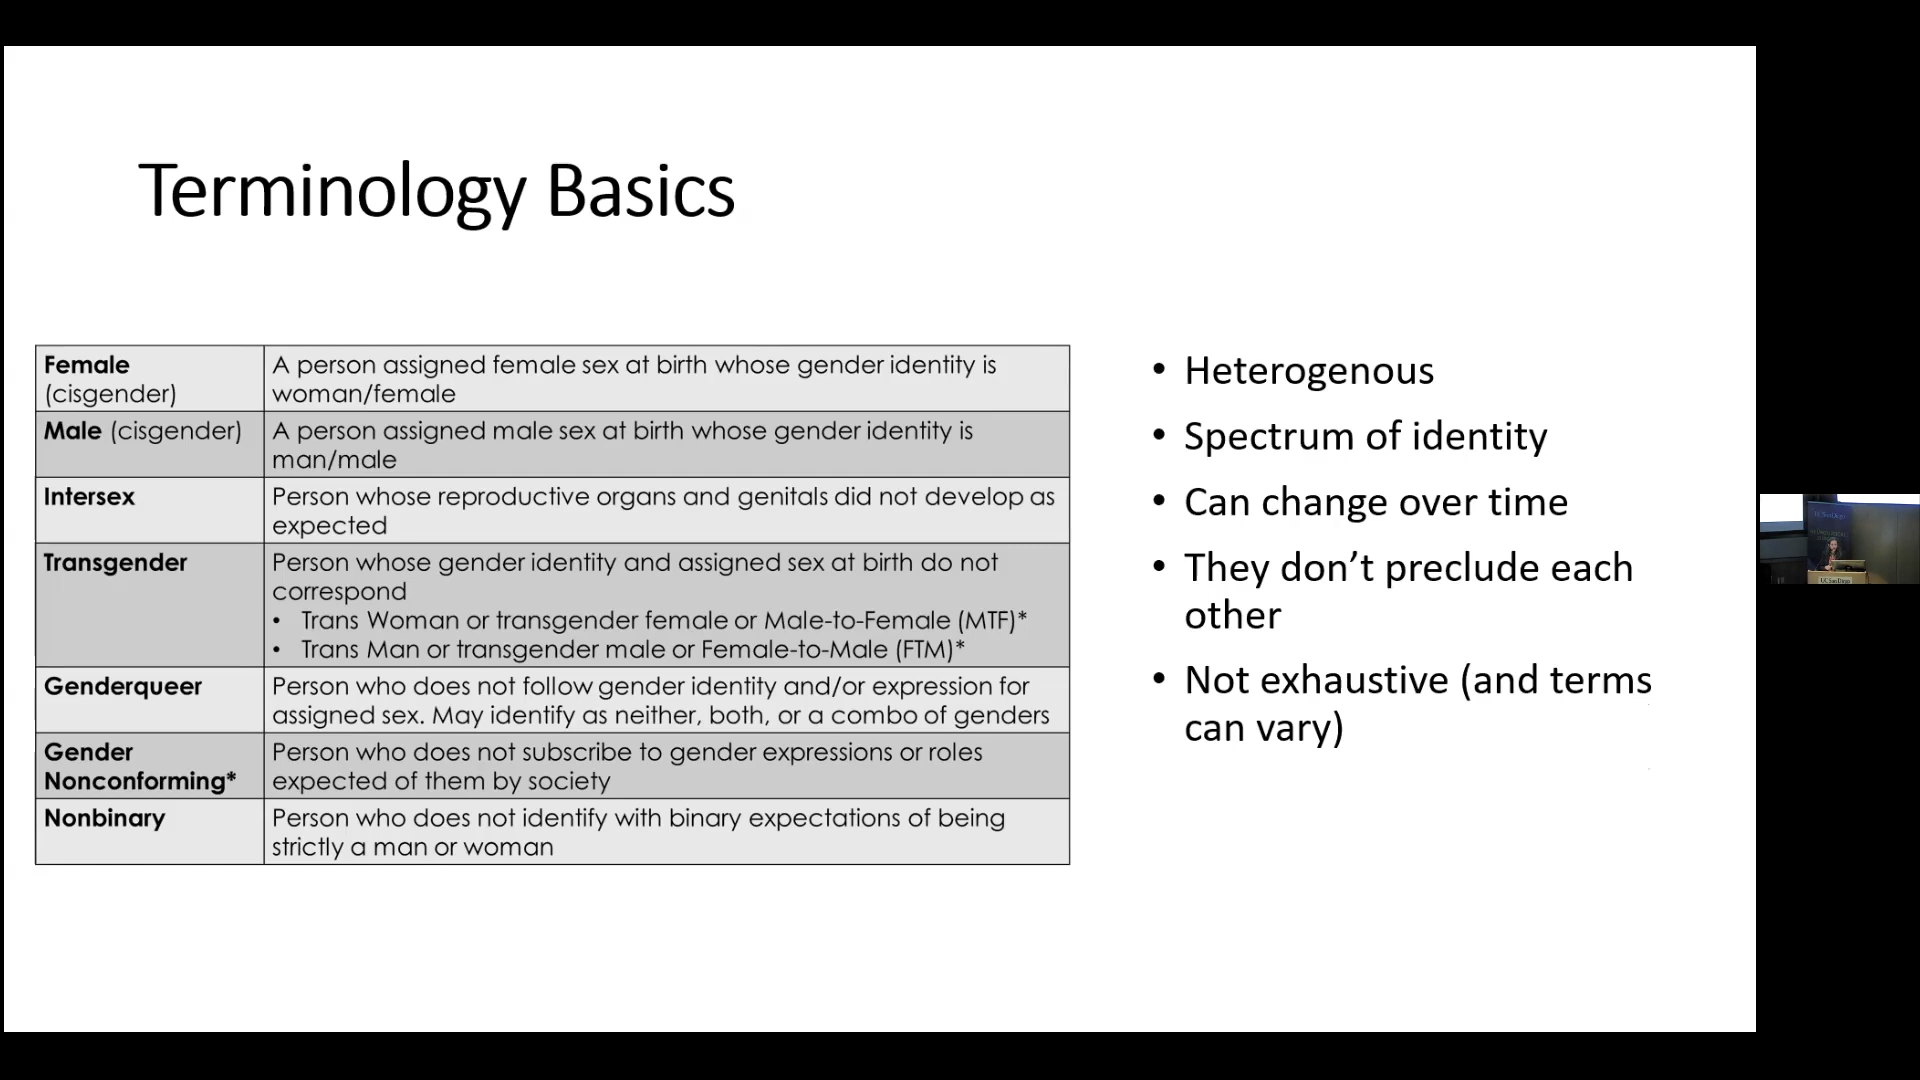 Terminology Basics
Female
(cisgender)
A person assigned female sex at birth whose gender identity is
woman/female
Male (cisgender)
A person assigned male sex at birth whose gender identity is
man/male
Intersex
Person whose reproductive organs and genitals did not develop as
expected
Transgender
Person whose gender identity and assigned sex at birth do not
correspond
• Trans Woman or transgender female or Male-to-Female (MTF)*
• Trans Man or transgender male or Female-to-Male (FTM)*
Genderqueer
Person who does not follow gender identity and/or expression for
assigned sex. May identify as neither, both, or a combo of genders
Gender
Nonconforming*
Person who does not subscribe to gender expressions or roles
expected of them by society
Nonbinary
Person who does not identify with binary expectations of being
strictly a man or woman
• Heterogenous
• Spectrum of identity
• Can change over time
• They don’t preclude each
other
• Not exhaustive (and terms
can vary)
UC San Diego
UC San Diego